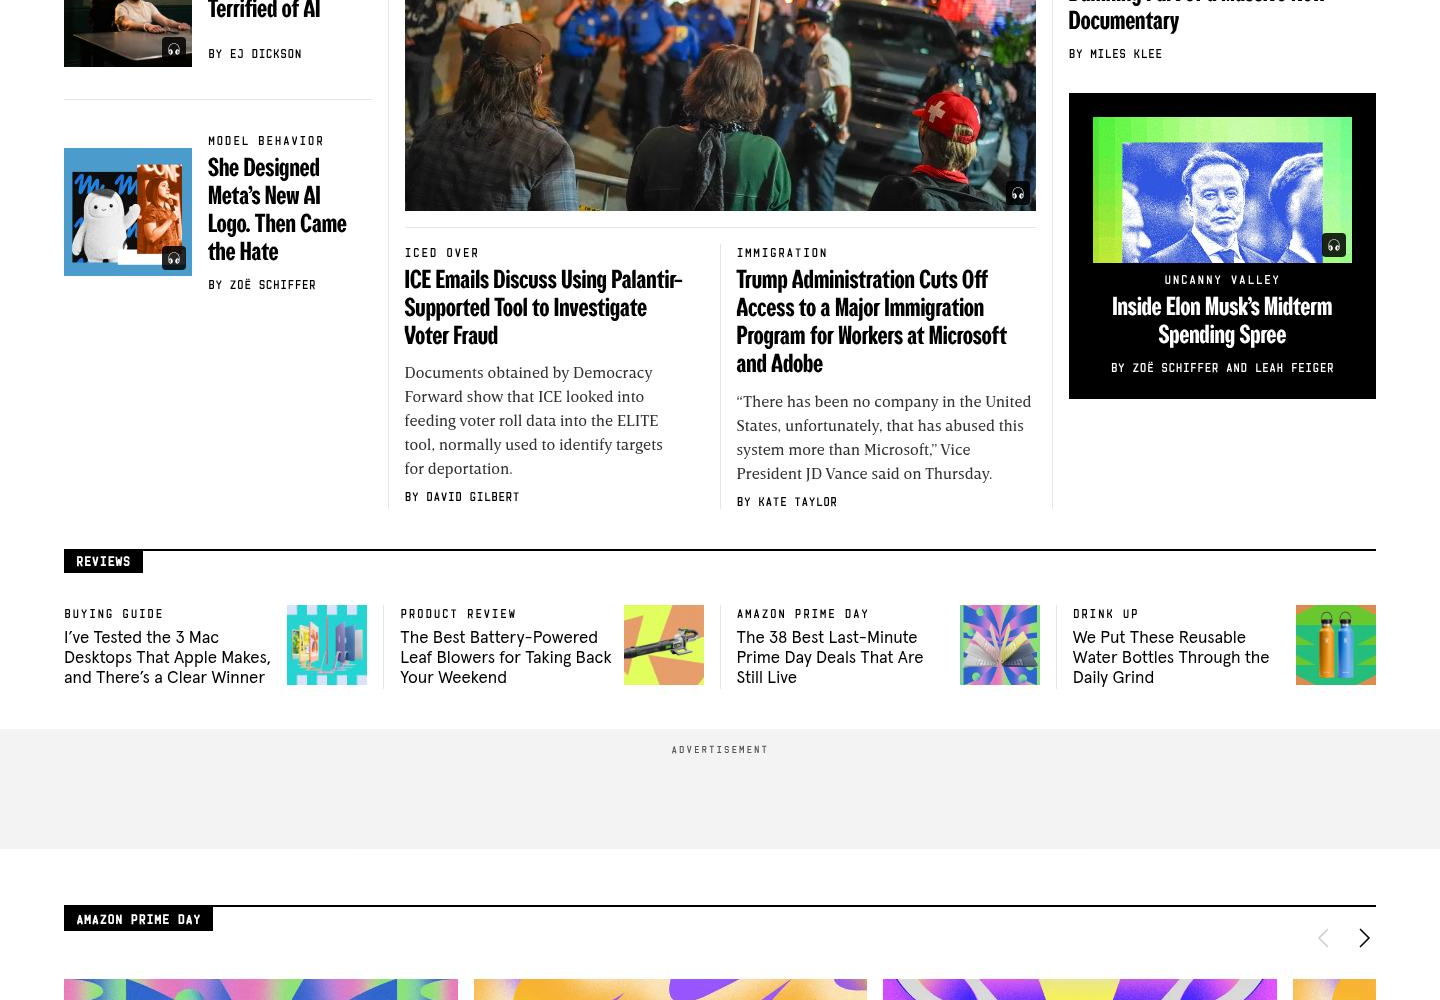 Terrified of AI
BY EJ DICKSON
MODEL BEHAVIOR
She Designed
Meta's New AI
Logo. Then Came
the Hate
BY ZOË SCHIFFER
ICED OVER
ICE Emails Discuss Using Palantir-
Supported Tool to Investigate
Voter Fraud
Documents obtained by Democracy
Forward show that ICE looked into
feeding voter roll data into the ELITE
tool, normally used to identify targets
for deportation.
BY DAVID GILBERT
IMMIGRATION
Trump Administration Cuts Off
Access to a Major Immigration
Program for Workers at Microsoft
and Adobe
“There has been no company in the United
States, unfortunately, that has abused this
system more than Microsoft,” Vice
President JD Vance said on Thursday.
BY KATE TAYLOR
Documentary
BY MILES KLEE
UNCANNY VALLEY
Inside Elon Musk’s Midterm
Spending Spree
BY ZOË SCHIFFER AND LEAH FEIGER
REVIEWS
BUYING GUIDE
I’ve Tested the 3 Mac
Desktops That Apple Makes,
and There’s a Clear Winner
PRODUCT REVIEW
The Best Battery-Powered
Leaf Blowers for Taking Back
Your Weekend
AMAZON PRIME DAY
The 38 Best Last-Minute
Prime Day Deals That Are
Still Live
DRINK UP
We Put These Reusable
Water Bottles Through the
Daily Grind
ADVERTISEMENT
AMAZON PRIME DAY